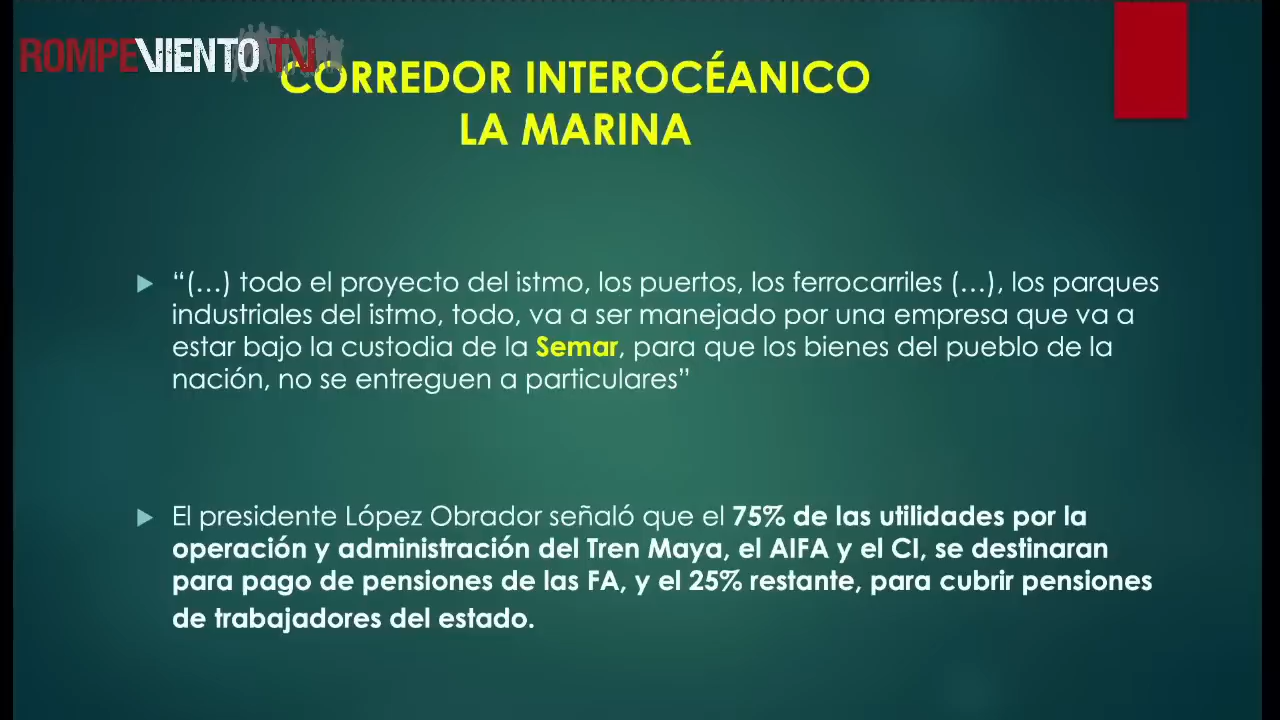 ROMPEVIENTO TV
CORREDOR INTEROCÉANICO
LA MARINA
“(…) todo el proyecto del istmo, los puertos, los ferrocarriles (…), los parques
industriales del istmo, todo, va a ser manejado por una empresa que va a
estar bajo la custodia de la Semar, para que los bienes del pueblo de la
nación, no se entreguen a particulares”
El presidente López Obrador señaló que el 75% de las utilidades por la
operación y administración del Tren Maya, el AIFA y el CI, se destinaran
para pago de pensiones de las FA, y el 25% restante, para cubrir pensiones
de trabajadores del estado.